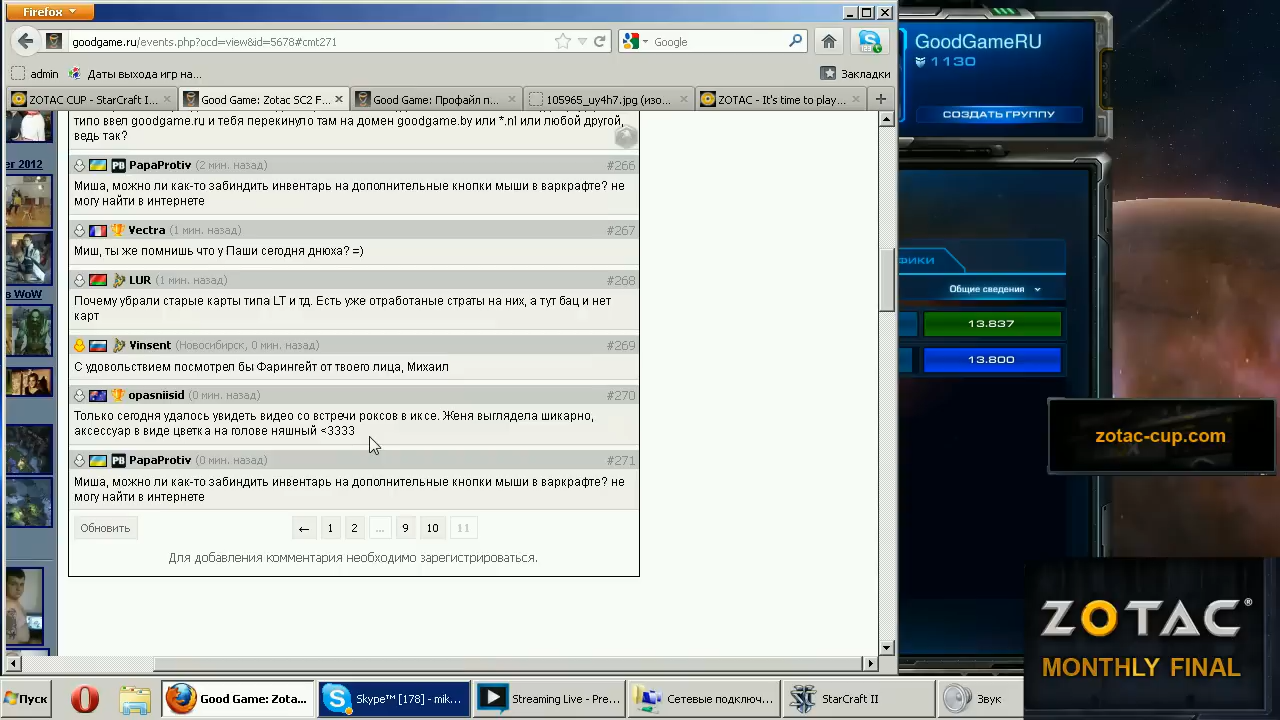 Firefox
goodgame.ru/events.php?ocd=view&id=5678#cmt271
Google
admin
Даты выхода игр на...
Закладки
ZOTAC CUP - StarCraft I...
Good Game: Zotac SC2 F...
Good Game: Профайл п...
105965_uy4h7.jpg (изо...
ZOTAC - It's time to play...
типо ввел goodgame.ru и тебя перекинет на домен goodgame.by или *.nl или любой другой,
ведь так?
PapaProtiv (2 мин. назад) #266
Миша, можно ли как-то забиндить инвентарь на дополнительные кнопки мыши в варкрафте? не
могу найти в интернете
Vectra (1 мин. назад) #267
Миш, ты же помнишь что у Паши сегодня днюха? =)
LUR (1 мин. назад) #268
Почему убрали старые карты типа LT и т.д. Есть уже отработаные страты на них, а тут бац и нет
карт
Vinsent (Новосибирск, 0 мин. назад) #269
С удовольствием посмотрел бы Фарингейт от твоего лица, Михаил
opasniisid (0 мин. назад) #270
Только сегодня удалось увидеть видео со встречи роксов в киксе. Женя выглядела шикарно,
аксессуар в виде цветка на голове няшный <3333
PapaProtiv (0 мин. назад) #271
Миша, можно ли как-то забиндить инвентарь на дополнительные кнопки мыши в варкрафте? не
могу найти в интернете
Обновить
← 1 2 ... 9 10 11
Для добавления комментария необходимо зарегистрироваться.
er 2012
в WoW
GoodGameRU
1130
СОЗДАТЬ ГРУППУ
ФИКИ
Общие сведения
13.837
13.800
zotac-cup.com
ZOTAC®
MONTHLY FINAL
Пуск
Good Game: Zota...
Skype™ [178] - mik...
Streaming Live - Pre...
Сетевые подключ...
StarCraft II
Звук